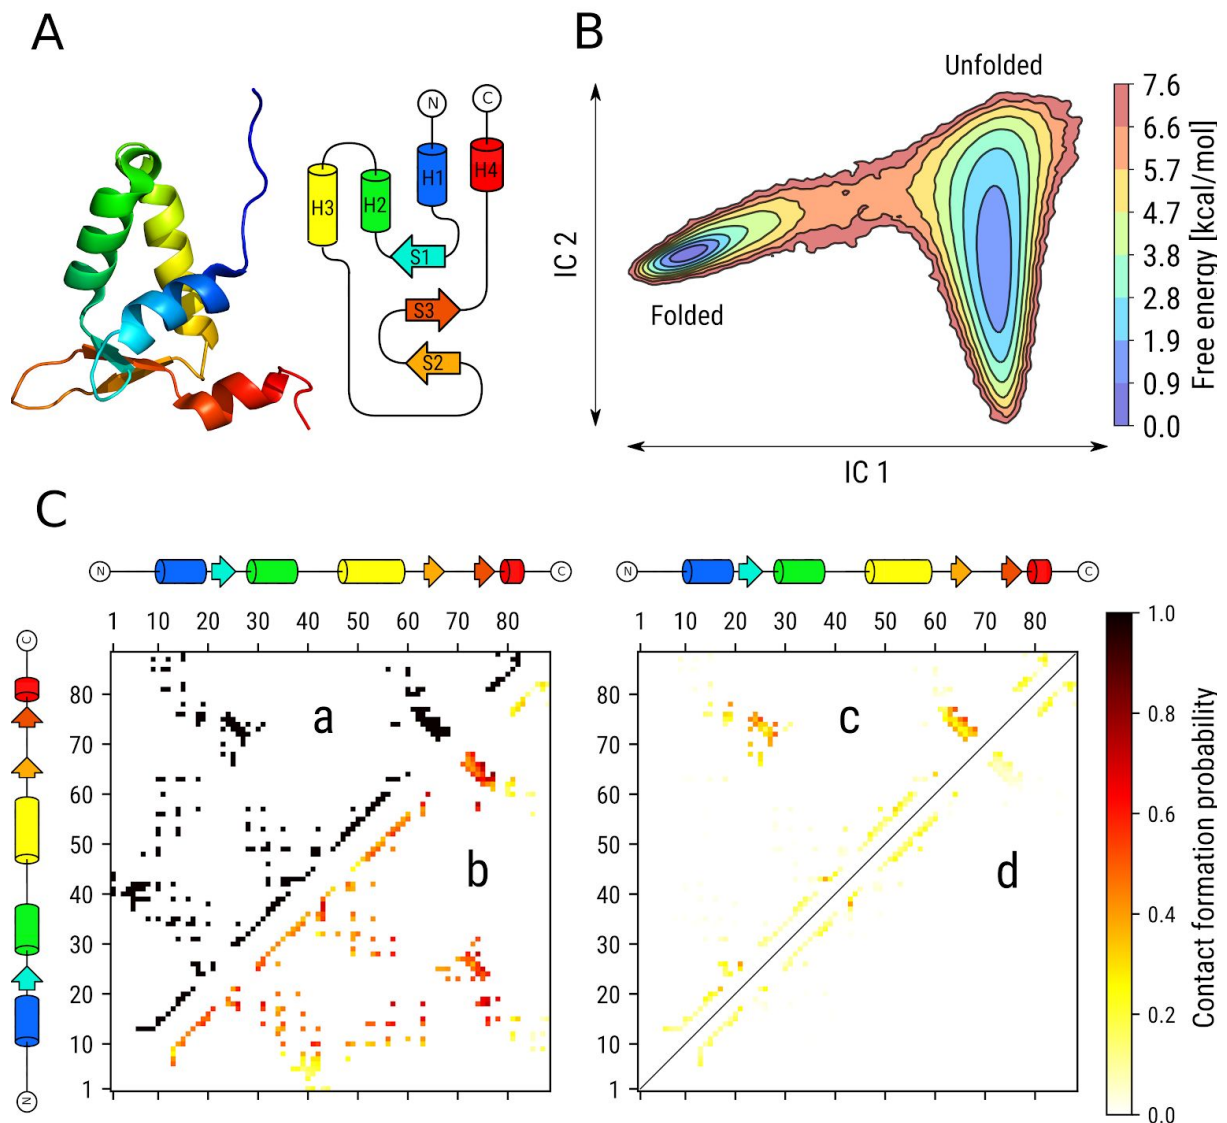 A
B
N
C
H3
H2
H1
H4
S1
S3
S2
Unfolded
Folded
IC 2
IC 1
7.6
6.6
5.7
4.7
3.8
2.8
1.9
0.9
0.0
Free energy [kcal/mol]
C
N
C
N
C
1 10 20 30 40 50 60 70 80
1 10 20 30 40 50 60 70 80
C
N
80
70
60
50
40
30
20
10
1
a
b
80
70
60
50
40
30
20
10
1
c
d
1.0
0.8
0.6
0.4
0.2
0.0
Contact formation probability